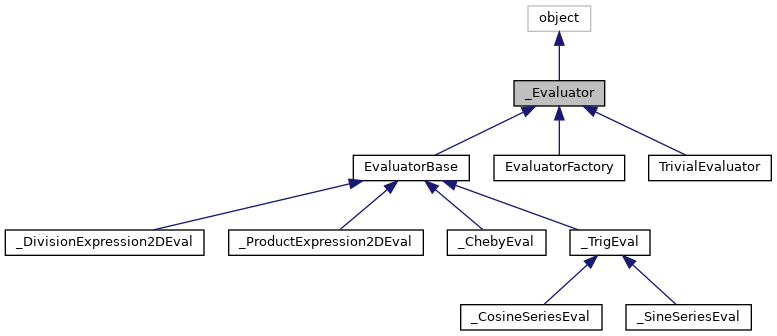 object
_Evaluator
EvaluatorBase
EvaluatorFactory
TrivialEvaluator
_DivisionExpression2DEval
_ProductExpression2DEval
_ChebyEval
_TrigEval
_CosineSeriesEval
_SineSeriesEval